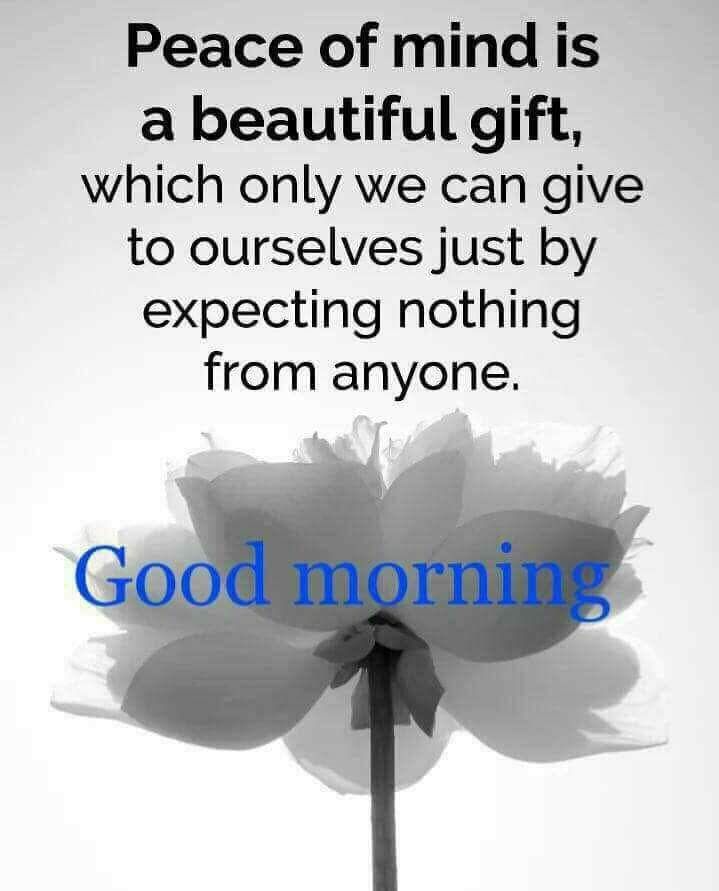 Peace of mind is
a beautiful gift,
which only we can give
to ourselves just by
expecting nothing
from anyone.
Good morning